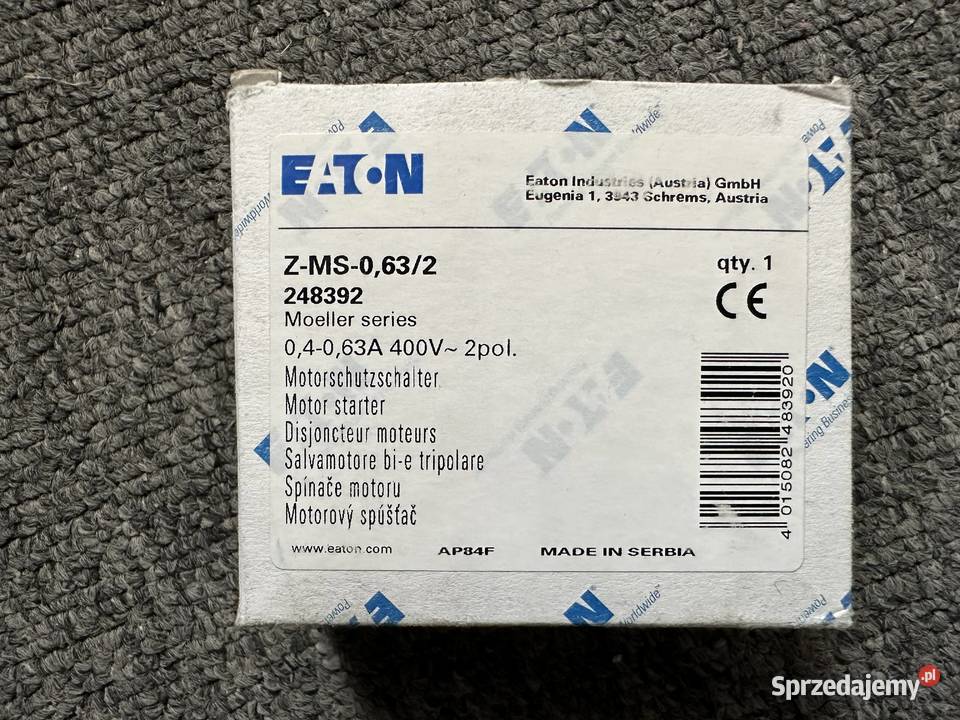 EATON
Eaton Industries (Austria) GmbH
Eugenia 1, 3943 Schrems, Austria
Z-MS-0,63/2
qty. 1
248392
CE
Moeller series
0,4-0,63A 400V~ 2pol.
Motorschutzschalter
Motor starter
Disjoncteur moteurs
Salvamotore bi-e tripolare
Spínače motoru
Motorový spúšťač
4 015082 483920
www.eaton.com
AP84F
MADE IN SERBIA
Sprzedajemy.pl